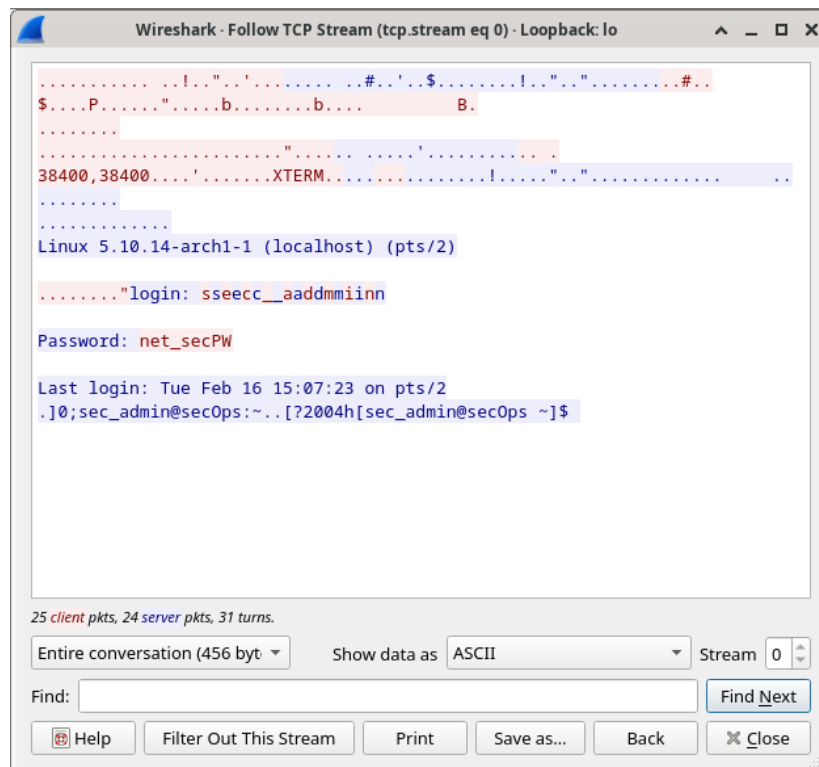 Wireshark · Follow TCP Stream (tcp.stream eq 0) · Loopback: lo
........... ..!.."..'......... ..#..'..$........!..".."..........#..
$....P......".....b........b.... B.
........
........................."...... .....'.......... .
38400,38400....'.......XTERM...................!.....".."............. ..
........
.............
Linux 5.10.14-arch1-1 (localhost) (pts/2)
........"login: sseecc__aaddmmiinn
Password: net_secPW
Last login: Tue Feb 16 15:07:23 on pts/2
.]0;sec_admin@secOps:~..[?2004h[sec_admin@secOps ~]$
25 client pkts, 24 server pkts, 31 turns.
Entire conversation (456 byt Show data as ASCII Stream 0
Find: Find Next
Help Filter Out This Stream Print Save as... Back Close